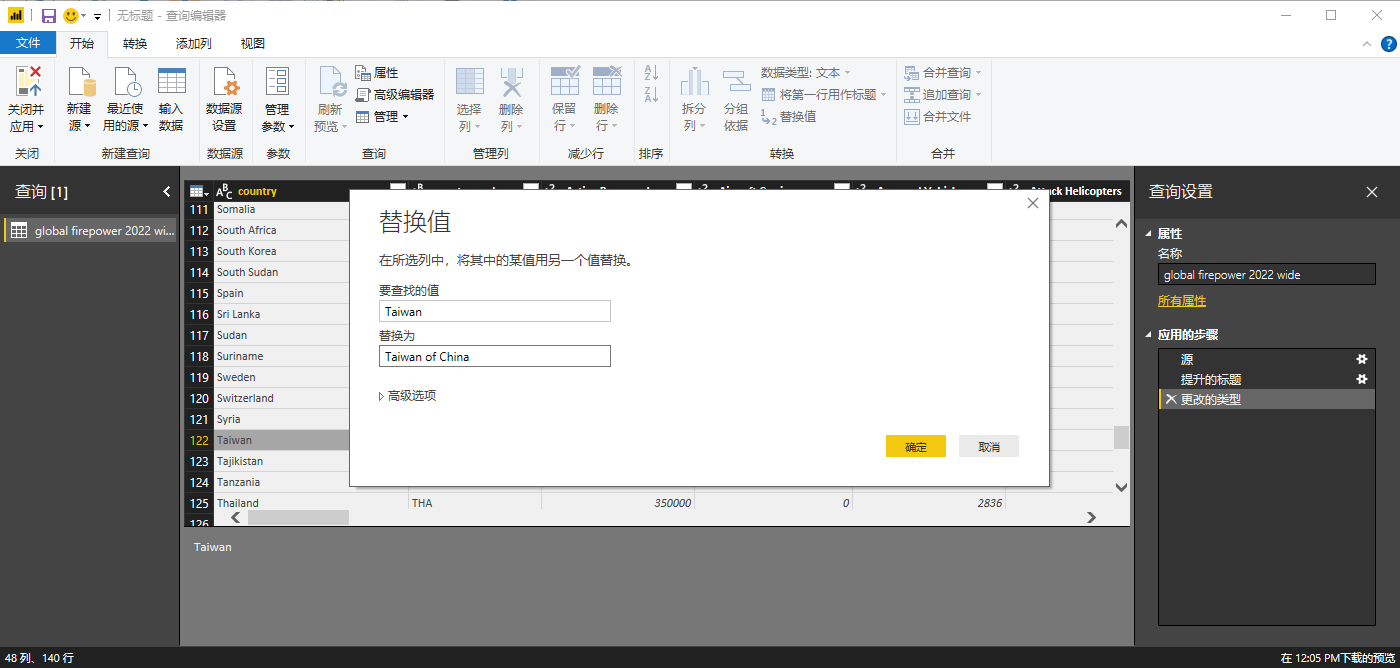 无标题 - 查询编辑器
文件 开始 转换 添加列 视图
关闭并应用
新建源
最近使用的源
输入数据
数据源设置
管理参数
刷新预览
属性
高级编辑器
管理
选择列
删除列
保留行
删除行
拆分列
分组依据
数据类型: 文本
将第一行用作标题
替换值
合并查询
追加查询
合并文件
关闭 新建查询 数据源 参数 查询 管理列 减少行 排序 转换 合并
查询 [1]
global firepower 2022 wi...
country
Helicopters
111 Somalia
112 South Africa
113 South Korea
114 South Sudan
115 Spain
116 Sri Lanka
117 Sudan
118 Suriname
119 Sweden
120 Switzerland
121 Syria
122 Taiwan
123 Tajikistan
124 Tanzania
125 Thailand THA 350000 0 2836
126
Taiwan
替换值
在所选列中，将其中的某值用另一个值替换。
要查找的值
Taiwan
替换为
Taiwan of China
高级选项
确定 取消
查询设置
属性
名称
global firepower 2022 wide
所有属性
应用的步骤
源
提升的标题
更改的类型
48 列、140 行
在 12:05 PM下载的预览